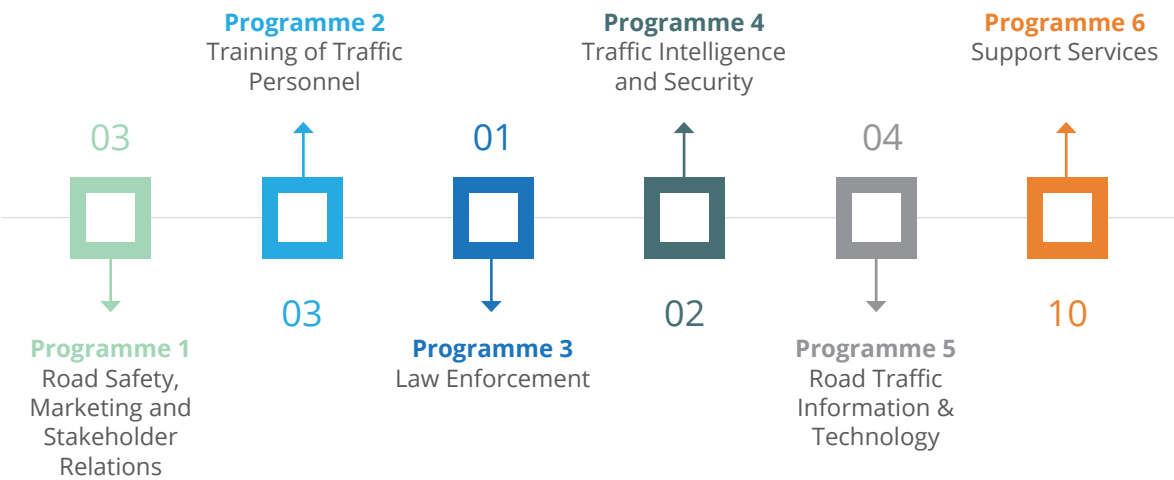 Programme 2
Training of Traffic
Personnel
Programme 4
Traffic Intelligence
and Security
Programme 6
Support Services
03
01
04
03
02
10
Programme 1
Road Safety,
Marketing and
Stakeholder
Relations
Programme 3
Law Enforcement
Programme 5
Road Traffic
Information &
Technology